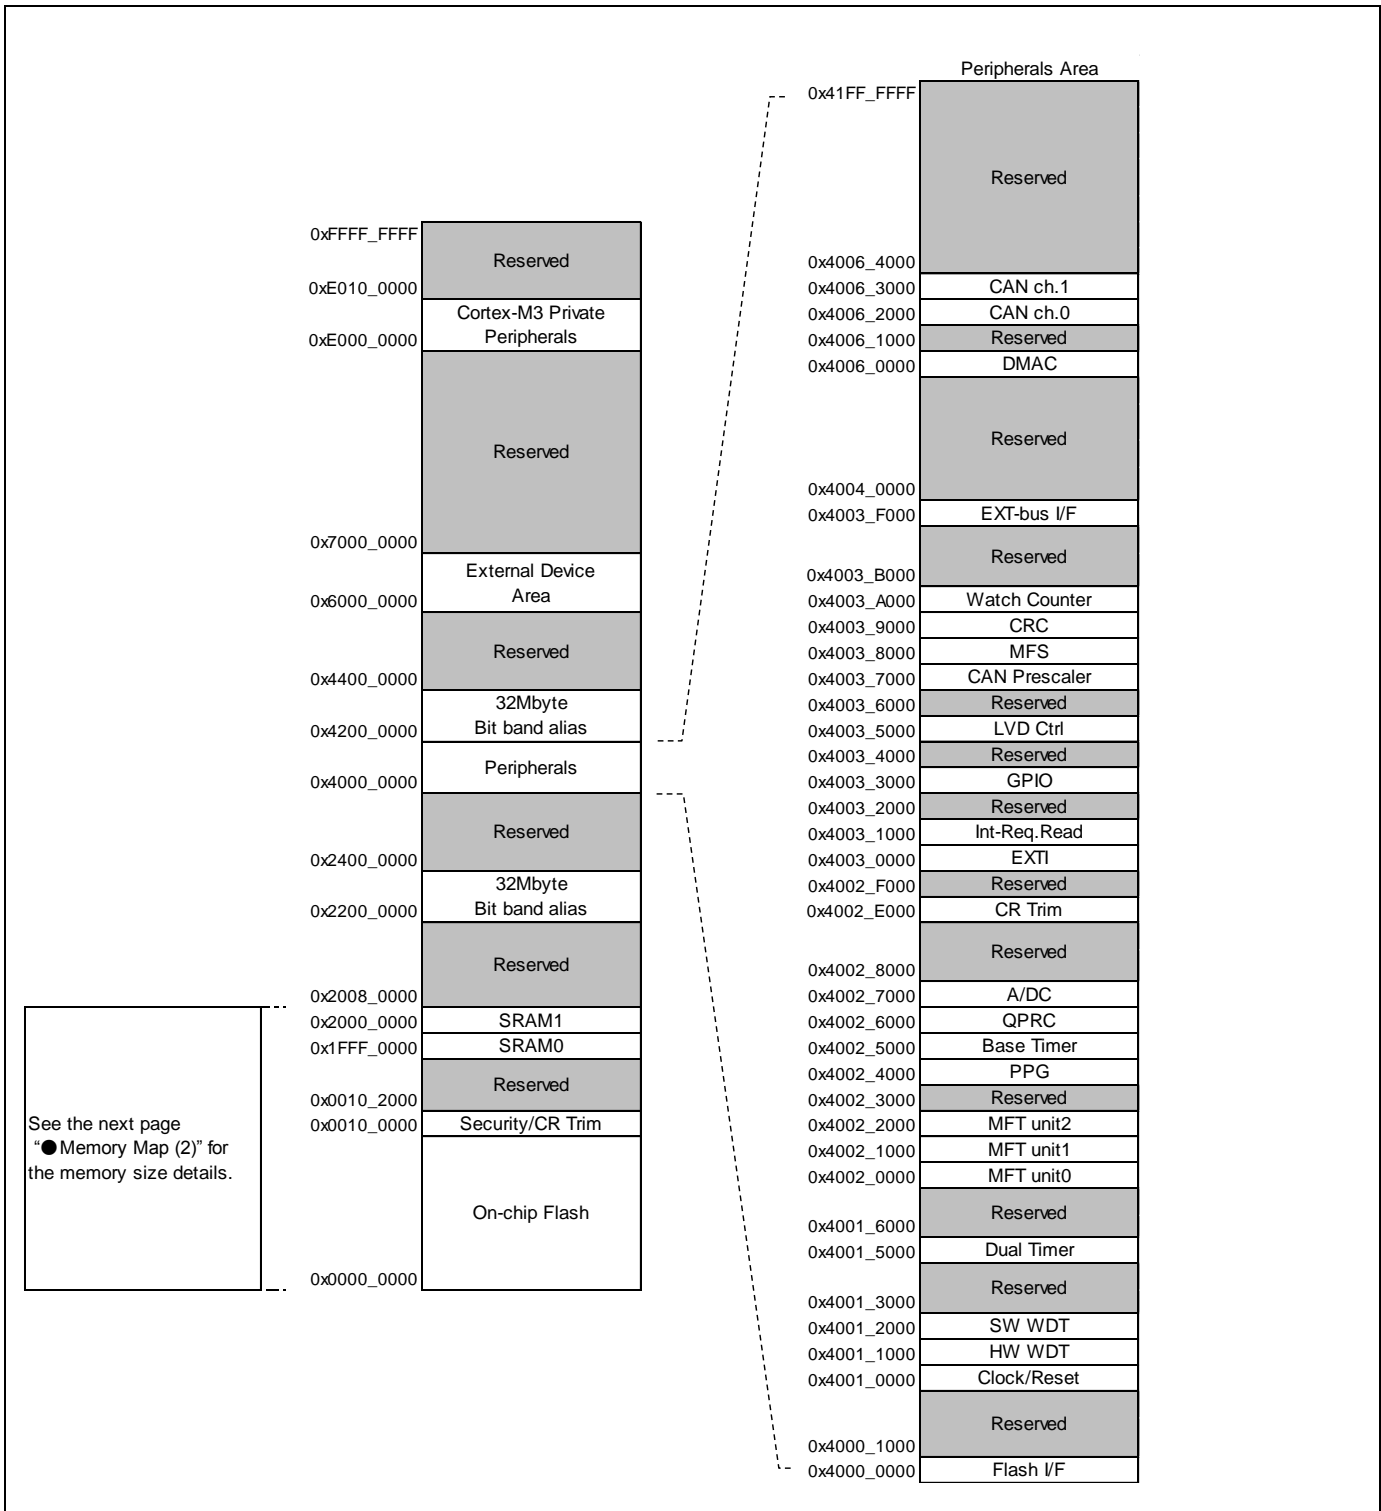 Peripherals Area
0x41FF_FFFF
Reserved
0x4006_4000
0x4006_3000 CAN ch.1
0x4006_2000 CAN ch.0
0x4006_1000 Reserved
0x4006_0000 DMAC
Reserved
0x4004_0000
0x4003_F000 EXT-bus I/F
Reserved
0x4003_B000
0x4003_A000 Watch Counter
0x4003_9000 CRC
0x4003_8000 MFS
0x4003_7000 CAN Prescaler
0x4003_6000 Reserved
0x4003_5000 LVD Ctrl
0x4003_4000 Reserved
0x4003_3000 GPIO
0x4003_2000 Reserved
0x4003_1000 Int-Req.Read
0x4003_0000 EXTI
0x4002_F000 Reserved
0x4002_E000 CR Trim
Reserved
0x4002_8000
0x4002_7000 A/DC
0x4002_6000 QPRC
0x4002_5000 Base Timer
0x4002_4000 PPG
0x4002_3000 Reserved
0x4002_2000 MFT unit2
0x4002_1000 MFT unit1
0x4002_0000 MFT unit0
Reserved
0x4001_6000
0x4001_5000 Dual Timer
Reserved
0x4001_3000
0x4001_2000 SW WDT
0x4001_1000 HW WDT
0x4001_0000 Clock/Reset
Reserved
0x4000_1000
0x4000_0000 Flash I/F
0xFFFF_FFFF
Reserved
0xE010_0000
Cortex-M3 Private
0xE000_0000 Peripherals
Reserved
0x7000_0000
External Device
0x6000_0000 Area
Reserved
0x4400_0000
32Mbyte
0x4200_0000 Bit band alias
Peripherals
0x4000_0000
Reserved
0x2400_0000
32Mbyte
0x2200_0000 Bit band alias
Reserved
0x2008_0000
0x2000_0000 SRAM1
0x1FFF_0000 SRAM0
Reserved
0x0010_2000
0x0010_0000 Security/CR Trim
On-chip Flash
0x0000_0000
See the next page
“●Memory Map (2)” for
the memory size details.